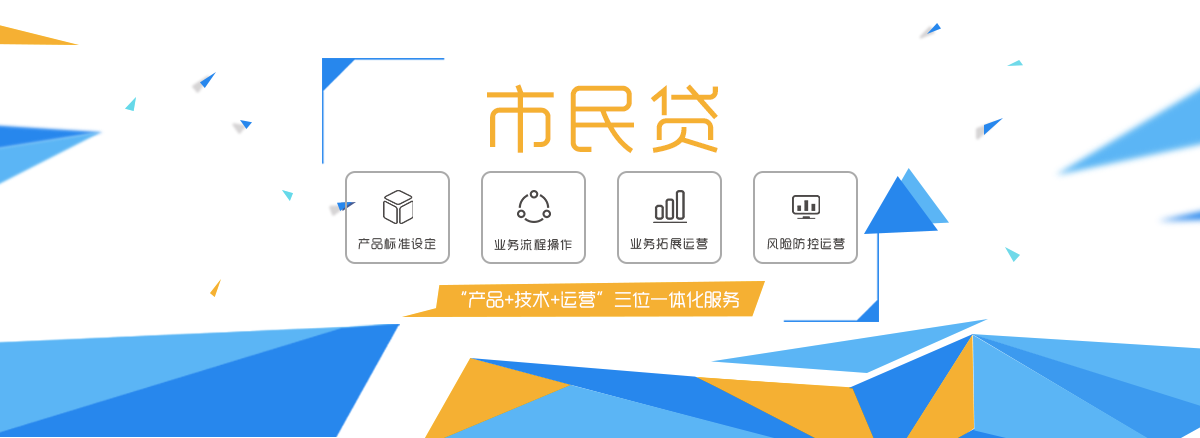 市民贷
产品标准设定
业务流程操作
业务拓展运营
风险防控运营
“产品+技术+运营” 三位一体化服务